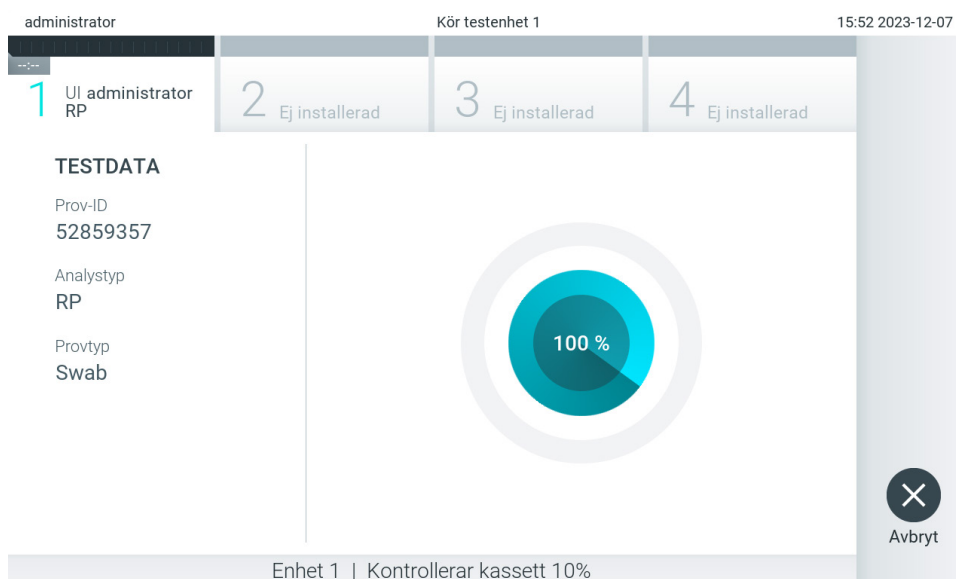 administrator
Kör testenhet 1
15:52 2023-12-07
--:--
1 UI administrator
RP
2 Ej installerad
3 Ej installerad
4 Ej installerad
TESTDATA
Prov-ID
52859357
Analystyp
RP
Provtyp
Swab
100 %
Avbryt
Enhet 1 | Kontrollerar kassett 10%